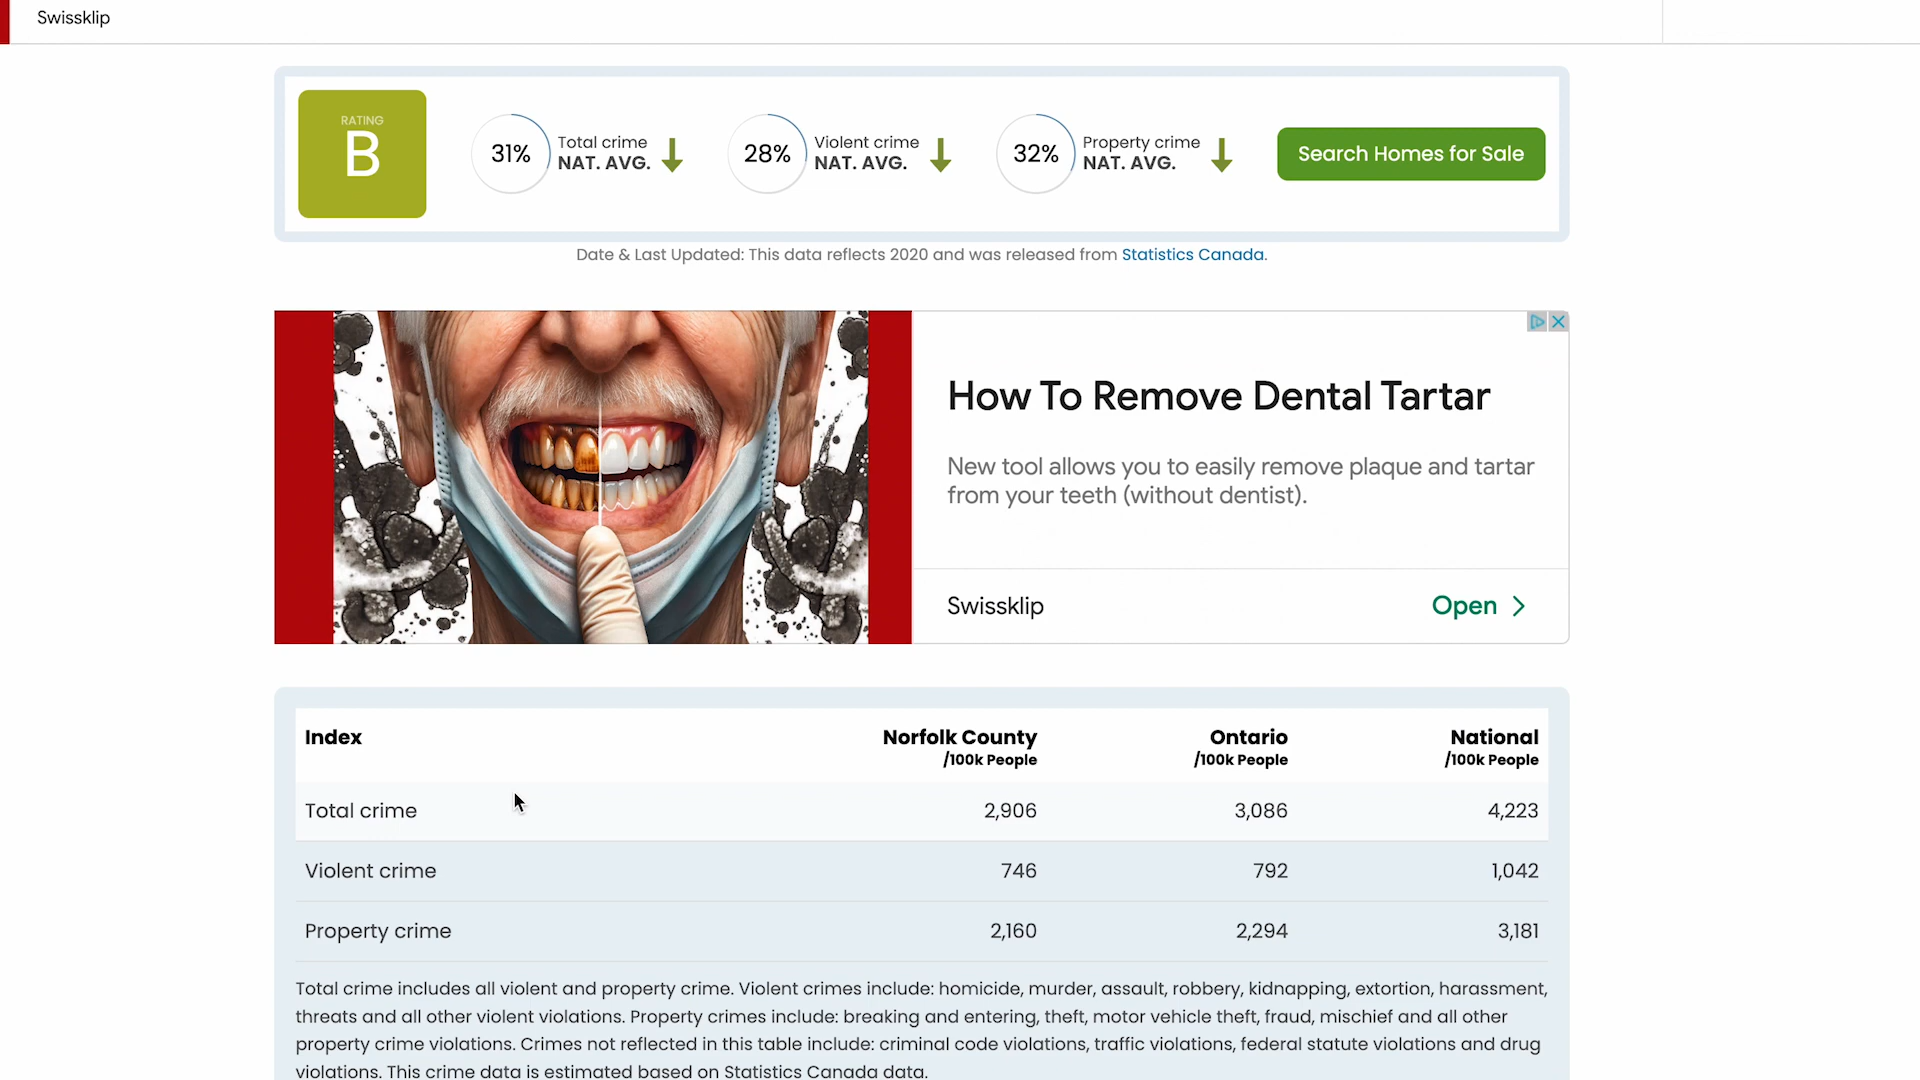 Swissklip
RATING
B
31%
Total crime
NAT. AVG.
28%
Violent crime
NAT. AVG.
32%
Property crime
NAT. AVG.
Search Homes for Sale
Date & Last Updated: This data reflects 2020 and was released from Statistics Canada.
How To Remove Dental Tartar
New tool allows you to easily remove plaque and tartar
from your teeth (without dentist).
Swissklip
Open
Index Norfolk County Ontario National
/100k People /100k People /100k People
Total crime 2,906 3,086 4,223
Violent crime 746 792 1,042
Property crime 2,160 2,294 3,181
Total crime includes all violent and property crime. Violent crimes include: homicide, murder, assault, robbery, kidnapping, extortion, harassment,
threats and all other violent violations. Property crimes include: breaking and entering, theft, motor vehicle theft, fraud, mischief and all other
property crime violations. Crimes not reflected in this table include: criminal code violations, traffic violations, federal statute violations and drug
violations. This crime data is estimated based on Statistics Canada data.